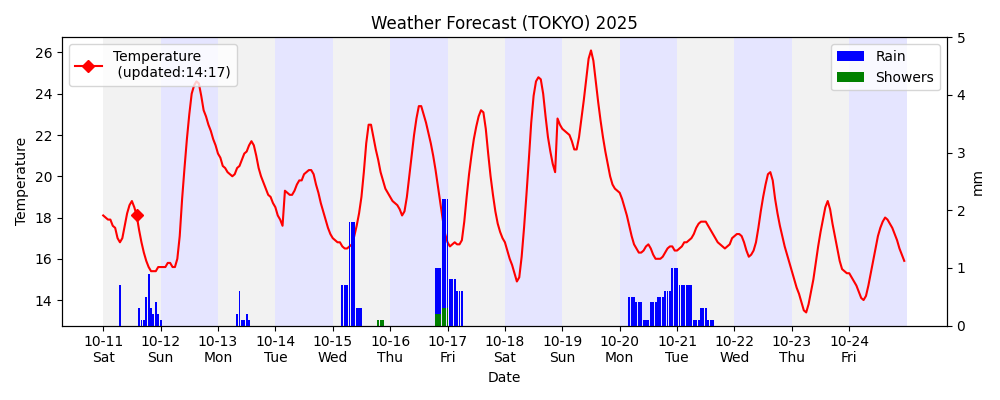 Weather Forecast (TOKYO) 2025
Temperature
(updated:14:17)
Rain
Showers
Temperature
26
24
22
20
18
16
14
5
4
3
2
1
0
mm
10-11 10-12 10-13 10-14 10-15 10-16 10-17 10-18 10-19 10-20 10-21 10-22 10-23 10-24
Sat Sun Mon Tue Wed Thu Fri Sat Sun Mon Tue Wed Thu Fri
Date